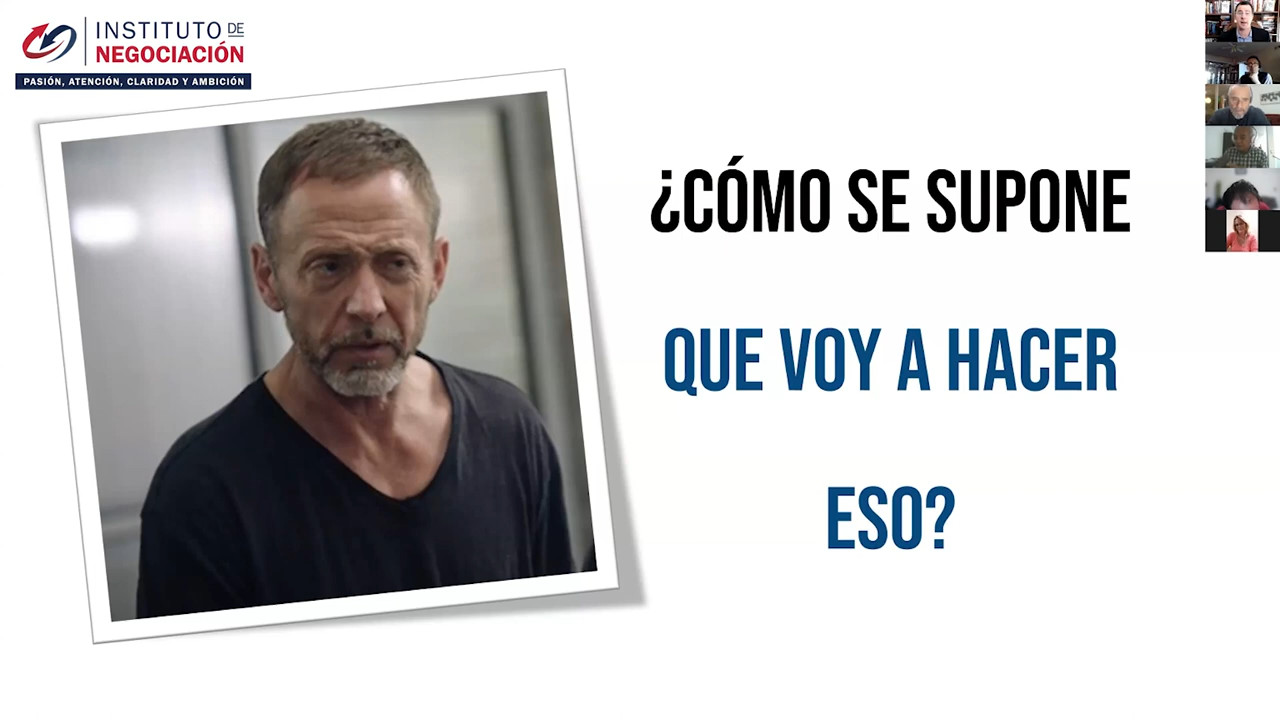 INSTITUTO DE
NEGOCIACIÓN
PASIÓN, ATENCIÓN, CLARIDAD Y AMBICIÓN
¿CÓMO SE SUPONE
QUE VOY A HACER
ESO?